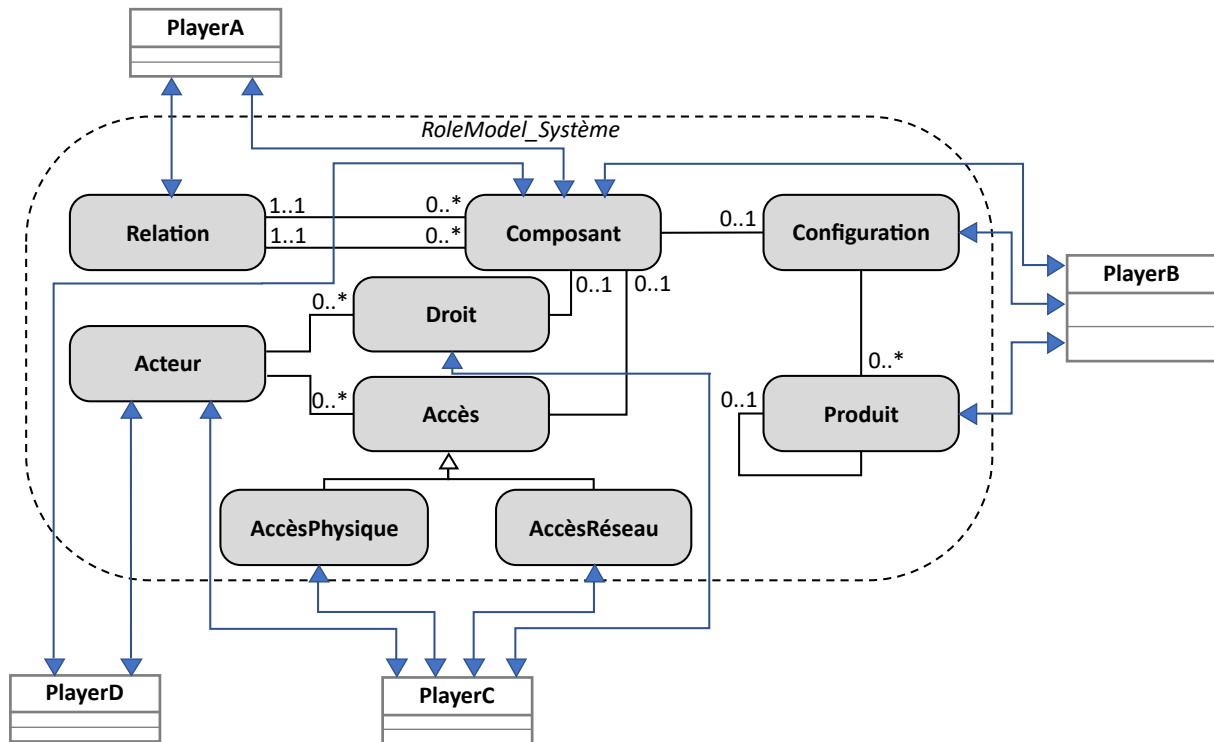 PlayerA
RoleModel_Système
1..1
0..*
1..1
0..*
Relation
Composant
0..1
Configuration
PlayerB
0..1
0..1
0..*
Droit
Acteur
0..*
Accès
0..*
0..1
Produit
AccèsPhysique
AccèsRéseau
PlayerD
PlayerC